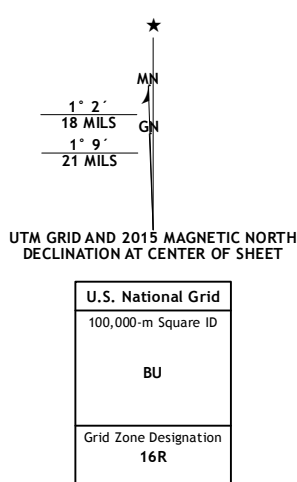 ★
MN
1° 2´
18 MILS
GN
1° 9´
21 MILS
UTM GRID AND 2015 MAGNETIC NORTH
DECLINATION AT CENTER OF SHEET
U.S. National Grid
100,000-m Square ID
BU
Grid Zone Designation
16R